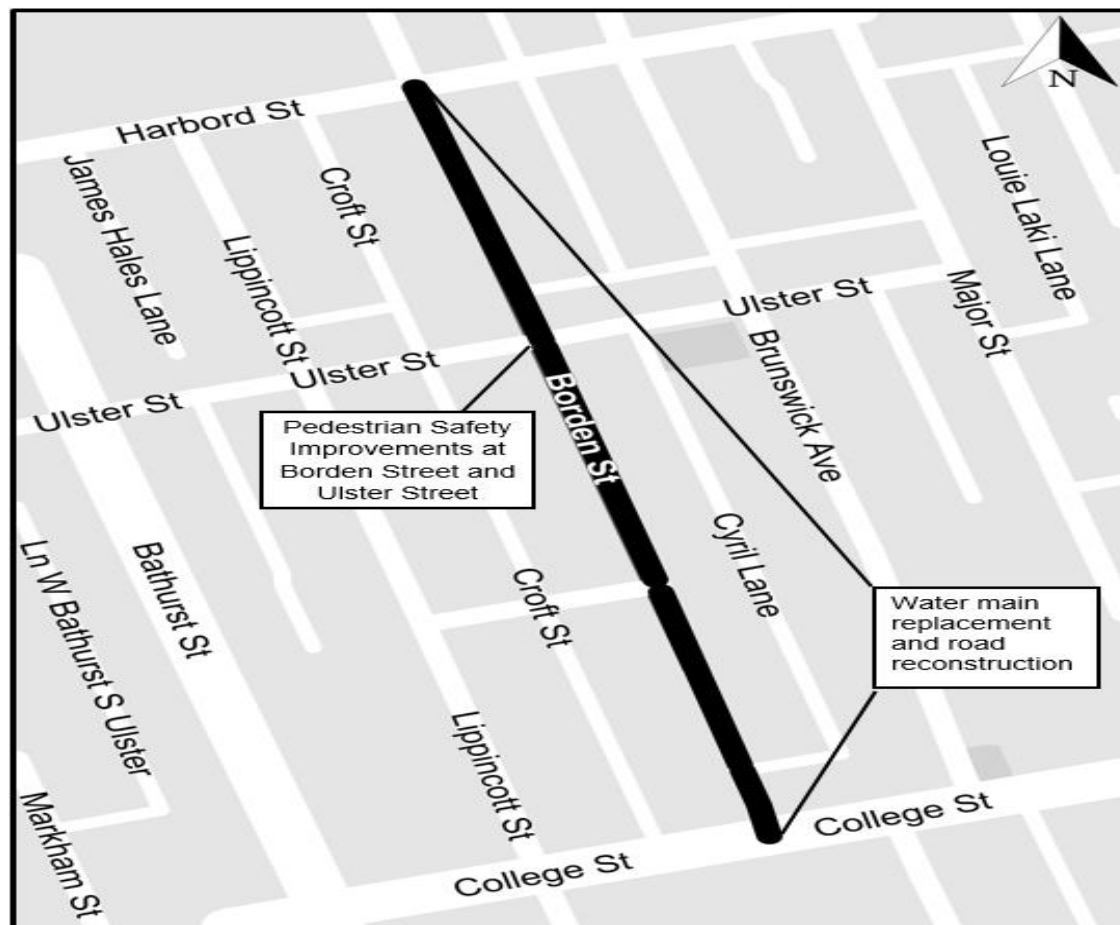 N
Harbord St
James Hales Lane
Lippincott St
Croft St
Louie Laki Lane
Major St
Ulster St
Ulster St
Ulster St
Brunswick Ave
Borden St
Pedestrian Safety
Improvements at
Borden Street and
Ulster Street
Ln W Bathurst S Ulster
Bathurst St
Croft St
Cyril Lane
Water main
replacement
and road
reconstruction
Lippincott St
Markham St
College St
College St